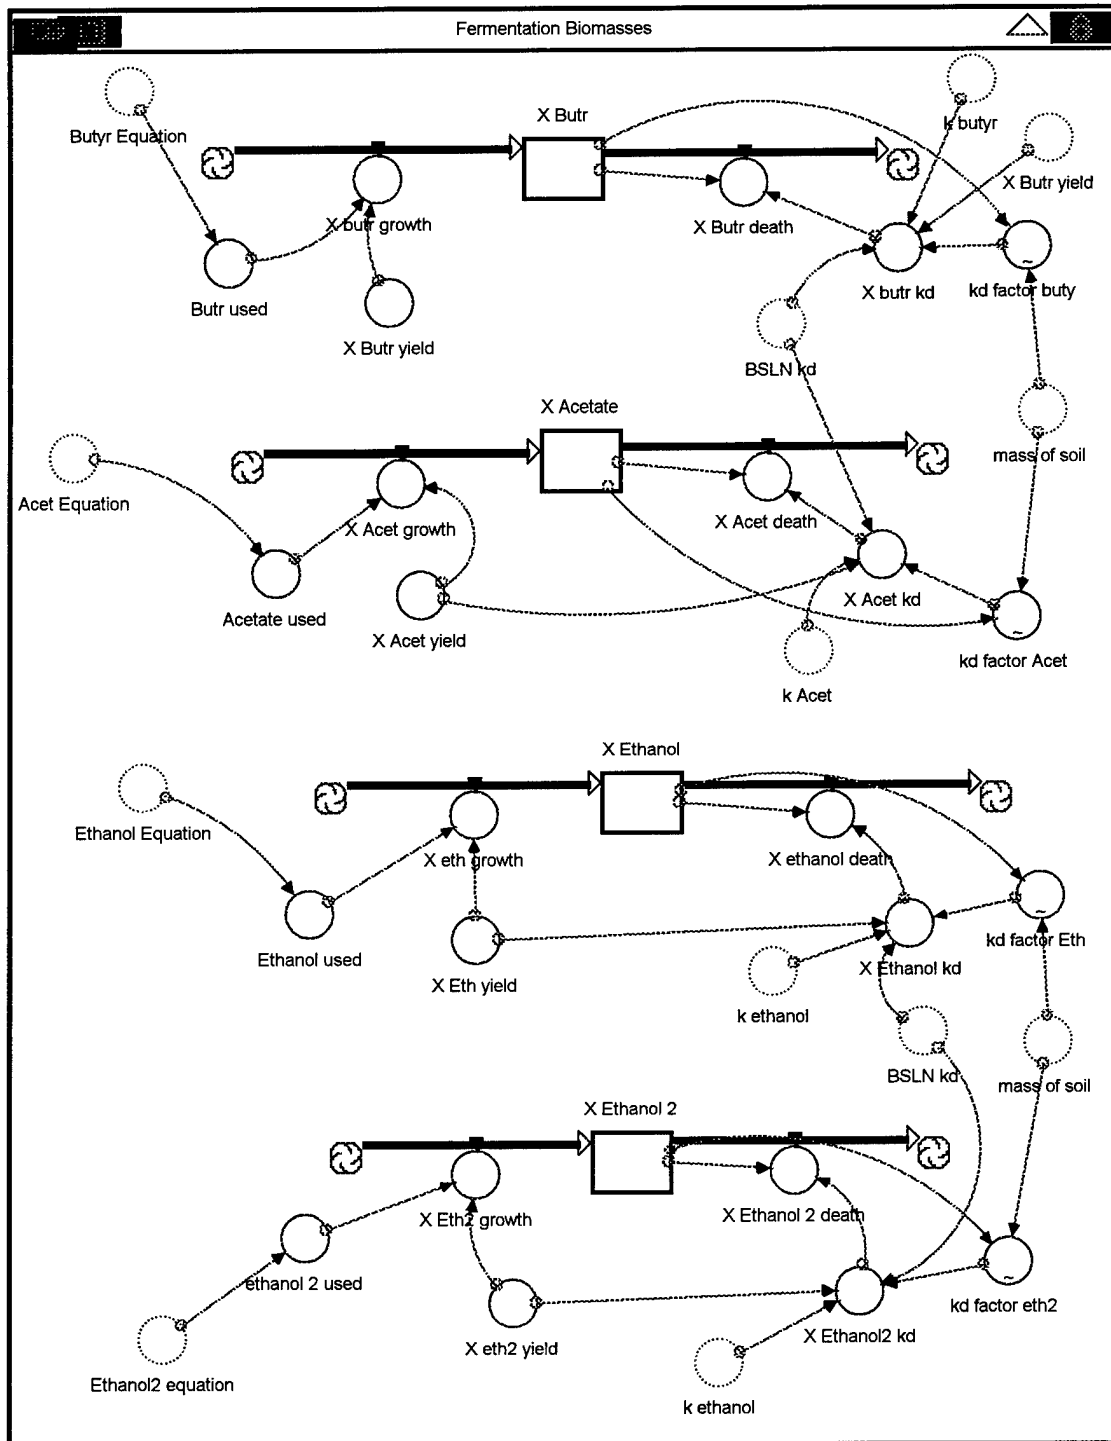 Fermentation Biomasses
Butyr Equation
X Butr
k butyr
X Butr yield
X butr growth
X Butr death
Butr used
X Butr yield
X butr kd
kd factor buty
BSLN kd
X Acetate
mass of soil
Acet Equation
X Acet growth
X Acet death
Acetate used
X Acet yield
X Acet kd
kd factor Acet
k Acet
X Ethanol
Ethanol Equation
X eth growth
X ethanol death
Ethanol used
X Eth yield
X Ethanol kd
kd factor Eth
k ethanol
BSLN kd
mass of soil
X Ethanol 2
X Eth2 growth
X Ethanol 2 death
ethanol 2 used
X eth2 yield
X Ethanol2 kd
kd factor eth2
Ethanol2 equation
k ethanol
~
~
~
~